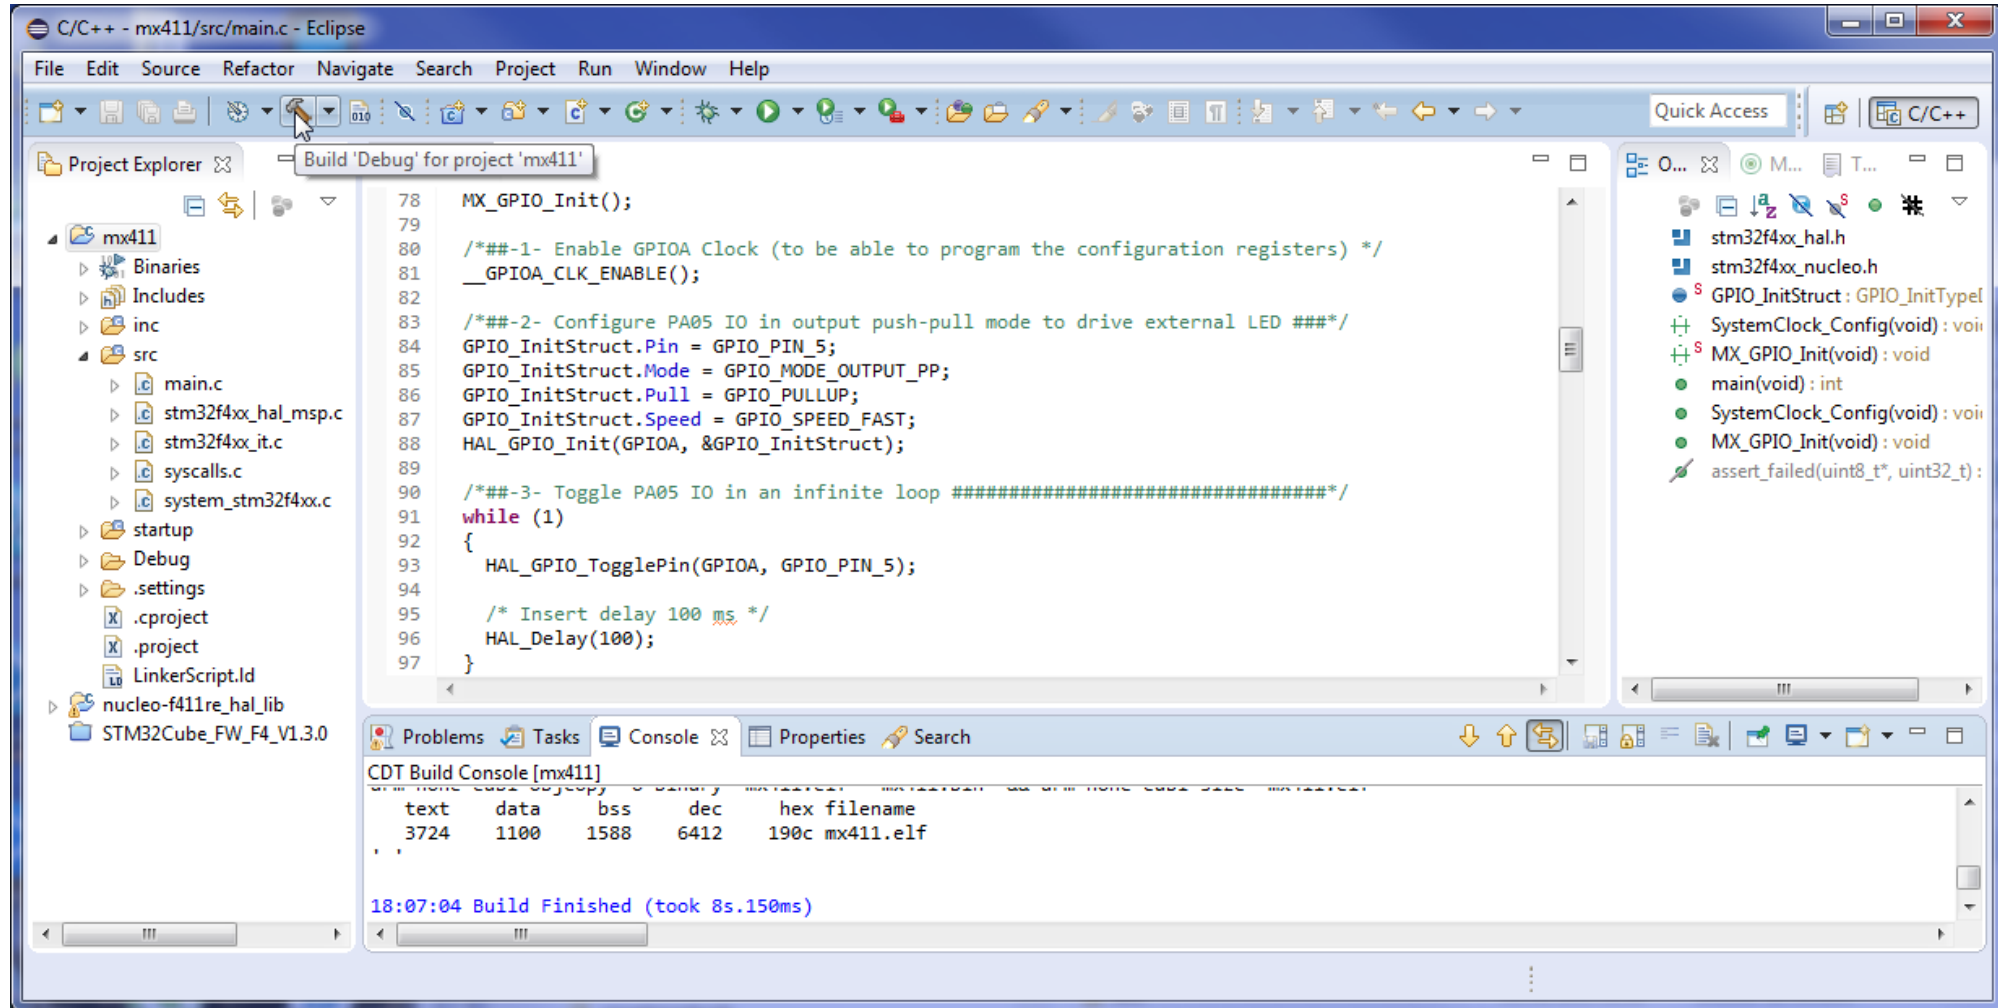 C/C++ - mx411/src/main.c - Eclipse
File Edit Source Refactor Navigate Search Project Run Window Help
Quick Access
C/C++
Build 'Debug' for project 'mx411'
Project Explorer
mx411
Binaries
Includes
inc
src
main.c
stm32f4xx_hal_msp.c
stm32f4xx_it.c
syscalls.c
system_stm32f4xx.c
startup
Debug
.settings
.cproject
.project
LinkerScript.ld
nucleo-f411re_hal_lib
STM32Cube_FW_F4_V1.3.0
78 MX_GPIO_Init();
79
80 /*##-1- Enable GPIOA Clock (to be able to program the configuration registers) */
81 __GPIOA_CLK_ENABLE();
82
83 /*##-2- Configure PA05 IO in output push-pull mode to drive external LED ###*/
84 GPIO_InitStruct.Pin = GPIO_PIN_5;
85 GPIO_InitStruct.Mode = GPIO_MODE_OUTPUT_PP;
86 GPIO_InitStruct.Pull = GPIO_PULLUP;
87 GPIO_InitStruct.Speed = GPIO_SPEED_FAST;
88 HAL_GPIO_Init(GPIOA, &GPIO_InitStruct);
89
90 /*##-3- Toggle PA05 IO in an infinite loop #################################*/
91 while (1)
92 {
93 HAL_GPIO_TogglePin(GPIOA, GPIO_PIN_5);
94
95 /* Insert delay 100 ms */
96 HAL_Delay(100);
97 }
O... M... T...
stm32f4xx_hal.h
stm32f4xx_nucleo.h
GPIO_InitStruct : GPIO_InitType
SystemClock_Config(void) : voi
MX_GPIO_Init(void) : void
main(void) : int
SystemClock_Config(void) : voi
MX_GPIO_Init(void) : void
assert_failed(uint8_t*, uint32_t) :
Problems Tasks Console Properties Search
CDT Build Console [mx411]
text data bss dec hex filename
3724 1100 1588 6412 190c mx411.elf
' '
18:07:04 Build Finished (took 8s.150ms)